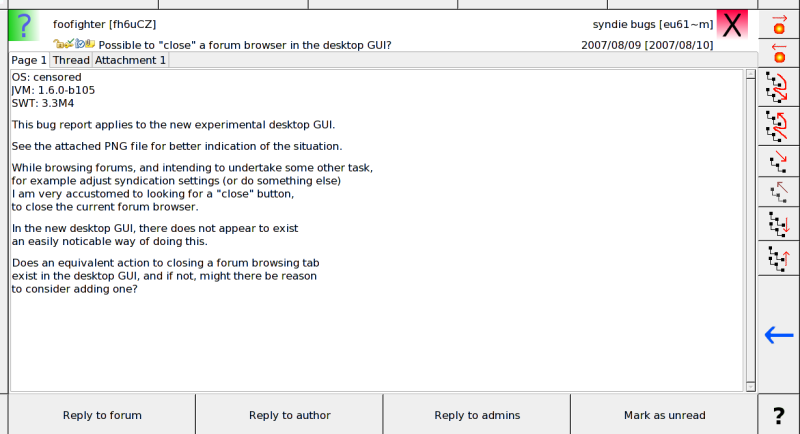 ?
foofighter [fh6uCZ]
syndie bugs [eu61~m]
X
Possible to "close" a forum browser in the desktop GUI?
2007/08/09 [2007/08/10]
Page 1 Thread Attachment 1
OS: censored
JVM: 1.6.0-b105
SWT: 3.3M4
This bug report applies to the new experimental desktop GUI.
See the attached PNG file for better indication of the situation.
While browsing forums, and intending to undertake some other task,
for example adjust syndication settings (or do something else)
I am very accustomed to looking for a "close" button,
to close the current forum browser.
In the new desktop GUI, there does not appear to exist
an easily noticable way of doing this.
Does an equivalent action to closing a forum browsing tab
exist in the desktop GUI, and if not, might there be reason
to consider adding one?
Reply to forum
Reply to author
Reply to admins
Mark as unread
?